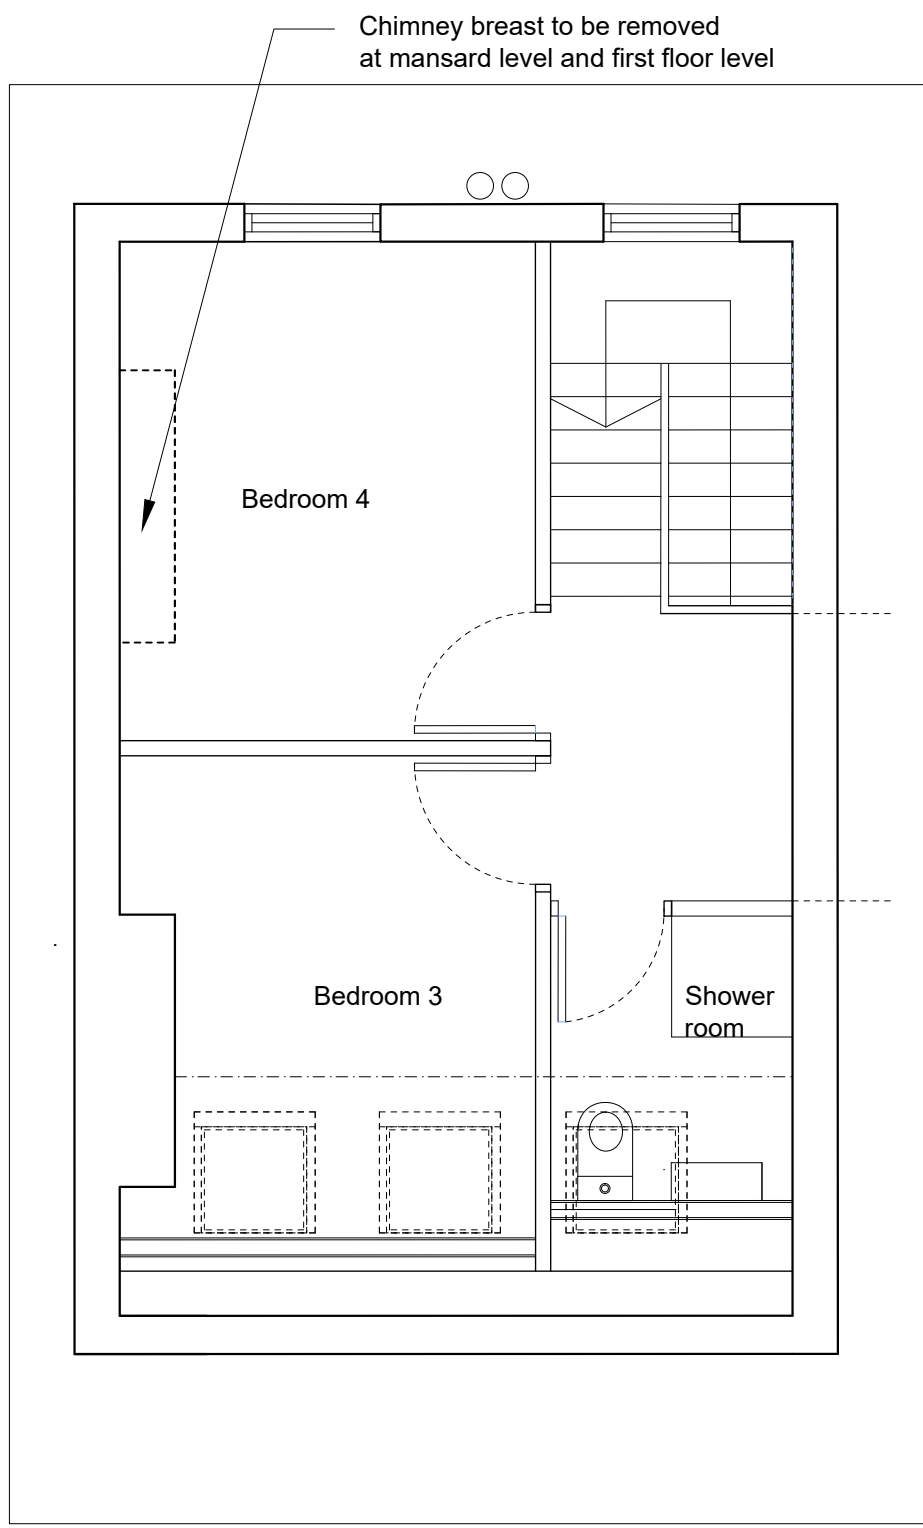 Chimney breast to be removed
at mansard level and first floor level
Bedroom 4
Bedroom 3
Shower
room